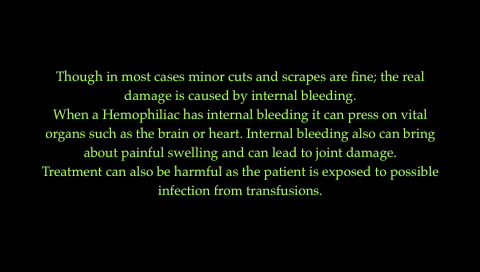 Though in most cases minor cuts and scrapes are fine; the real
damage is caused by internal bleeding.
When a Hemophiliac has internal bleeding it can press on vital
organs such as the brain or heart. Internal bleeding also can bring
about painful swelling and can lead to joint damage.
Treatment can also be harmful as the patient is exposed to possible
infection from transfusions.